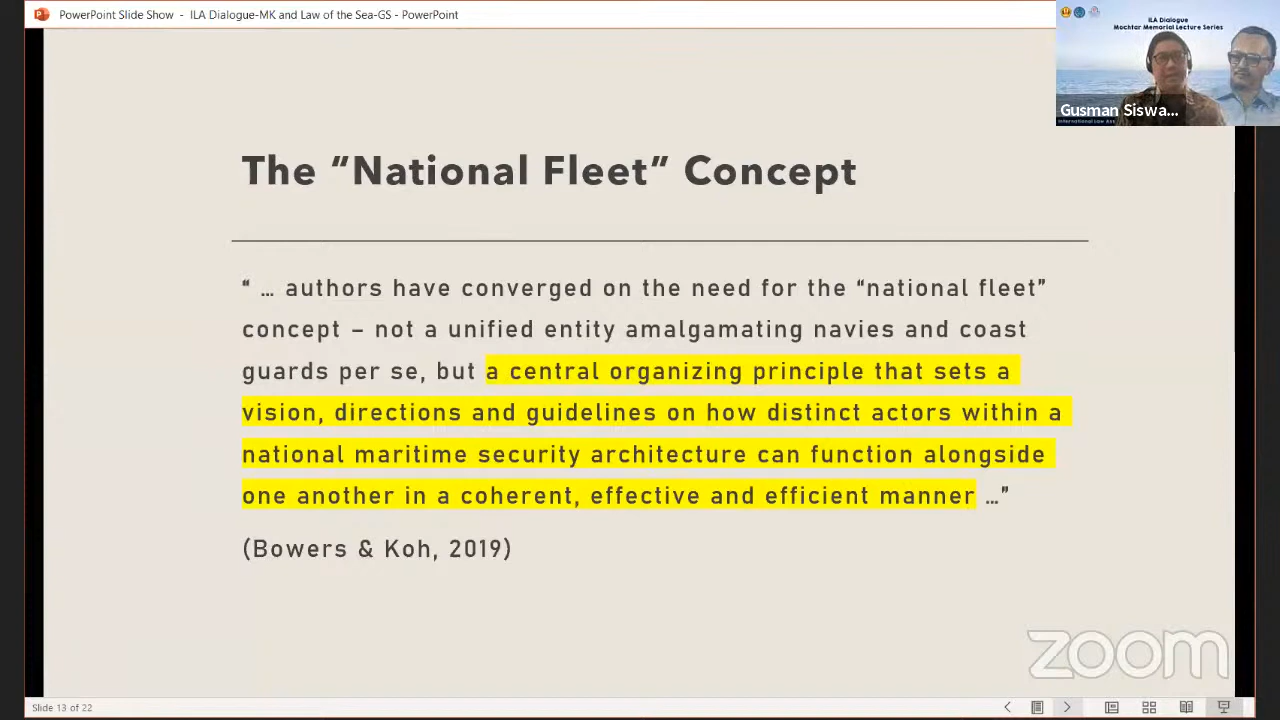 PowerPoint Slide Show - ILA Dialogue-MK and Law of the Sea-GS - PowerPoint
ILA Dialogue
Mochtar Memorial Lecture Series
Gusman Siswa...
The “National Fleet” Concept
“ … authors have converged on the need for the “national fleet”
concept – not a unified entity amalgamating navies and coast
guards per se, but a central organizing principle that sets a
vision, directions and guidelines on how distinct actors within a
national maritime security architecture can function alongside
one another in a coherent, effective and efficient manner …”
(Bowers & Koh, 2019)
zoom
Slide 13 of 22